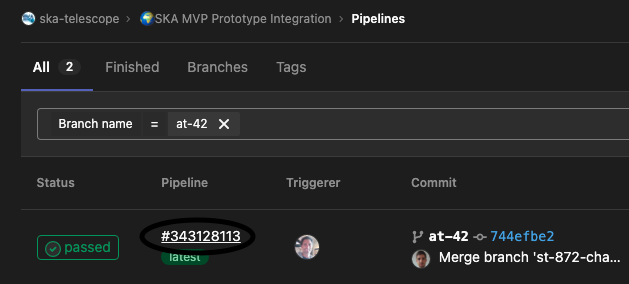 ska-telescope > SKA MVP Prototype Integration > Pipelines
All 2 Finished Branches Tags
Branch name = at-42 ×
Status Pipeline Triggerer Commit
passed #343128113 at-42 744efbe2
latest Merge branch 'st-872-cha...